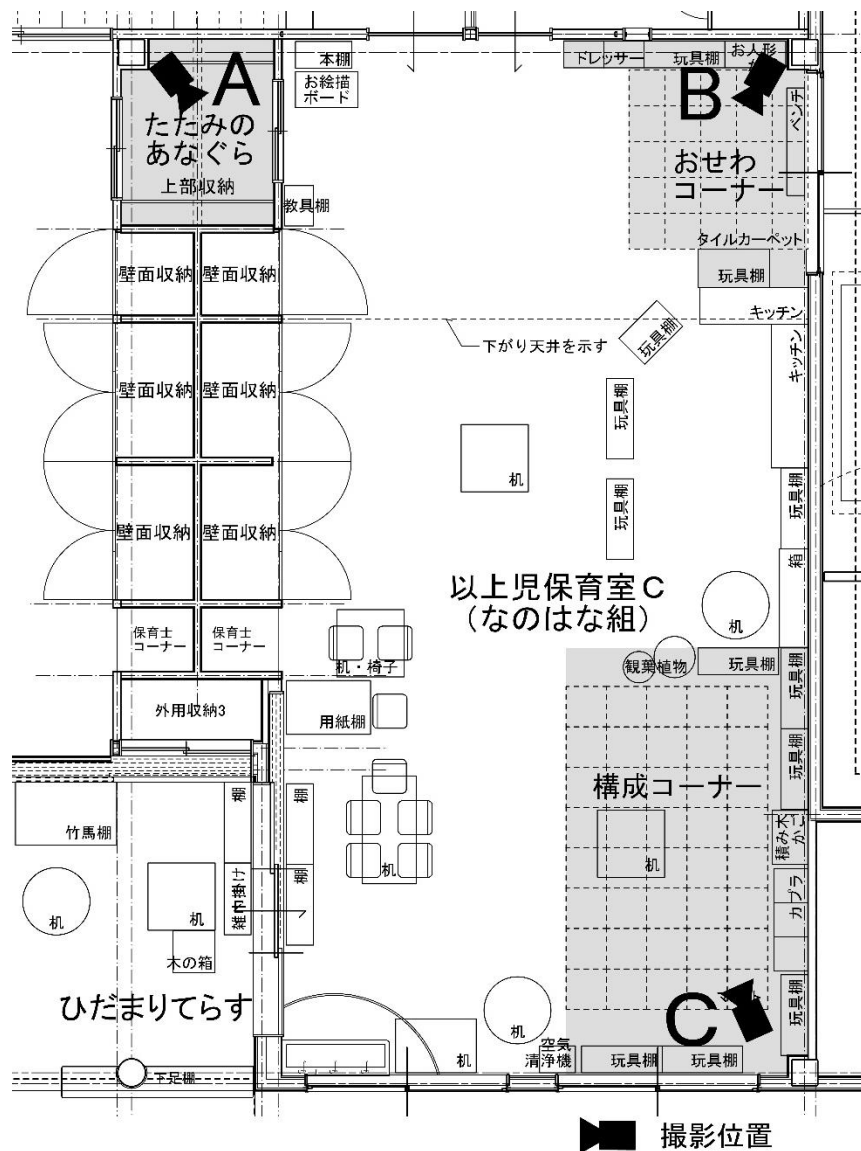 本棚
お絵描
ボード
A
たたみの
あなぐら
上部収納
教具棚
ドレッサー
玩具棚
お人形
B
ベンチ
おせわ
コーナー
タイルカーペット
玩具棚
キッチン
キッチン
壁面収納
壁面収納
下がり天井を示す
玩具棚
壁面収納
壁面収納
玩具棚
机
玩具棚
玩具棚
壁面収納
壁面収納
箱
以上児保育室C
(なのはな組)
机
保育士
コーナー
保育士
コーナー
机・椅子
観葉植物
玩具棚
玩具棚
外用収納3
用紙棚
玩具棚
構成コーナー
竹馬棚
棚
棚
机
机
積み木
かご
机
机
雑巾掛け
棚
カプラ
木の箱
ひだまりてらす
C
玩具棚
机
机
空気
清浄機
玩具棚
玩具棚
下足棚
撮影位置